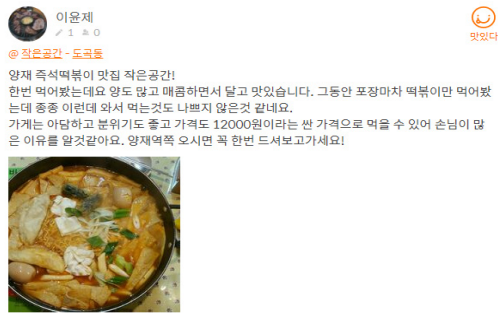 이윤제
1 0
맛있다
@ 작은공간 - 도곡동
양재 즉석떡볶이 맛집 작은공간!
한번 먹어봤는데요 양도 많고 매콤하면서 달고 맛있습니다. 그동안 포장마차 떡볶이만 먹어봤
는데 종종 이런데 와서 먹는것도 나쁘지 않은것 같네요.
가게는 아담하고 분위기도 좋고 가격도 12000원이라는 싼 가격으로 먹을 수 있어 손님이 많
은 이유를 알것같아요. 양재역쪽 오시면 꼭 한번 드셔보고가세요!